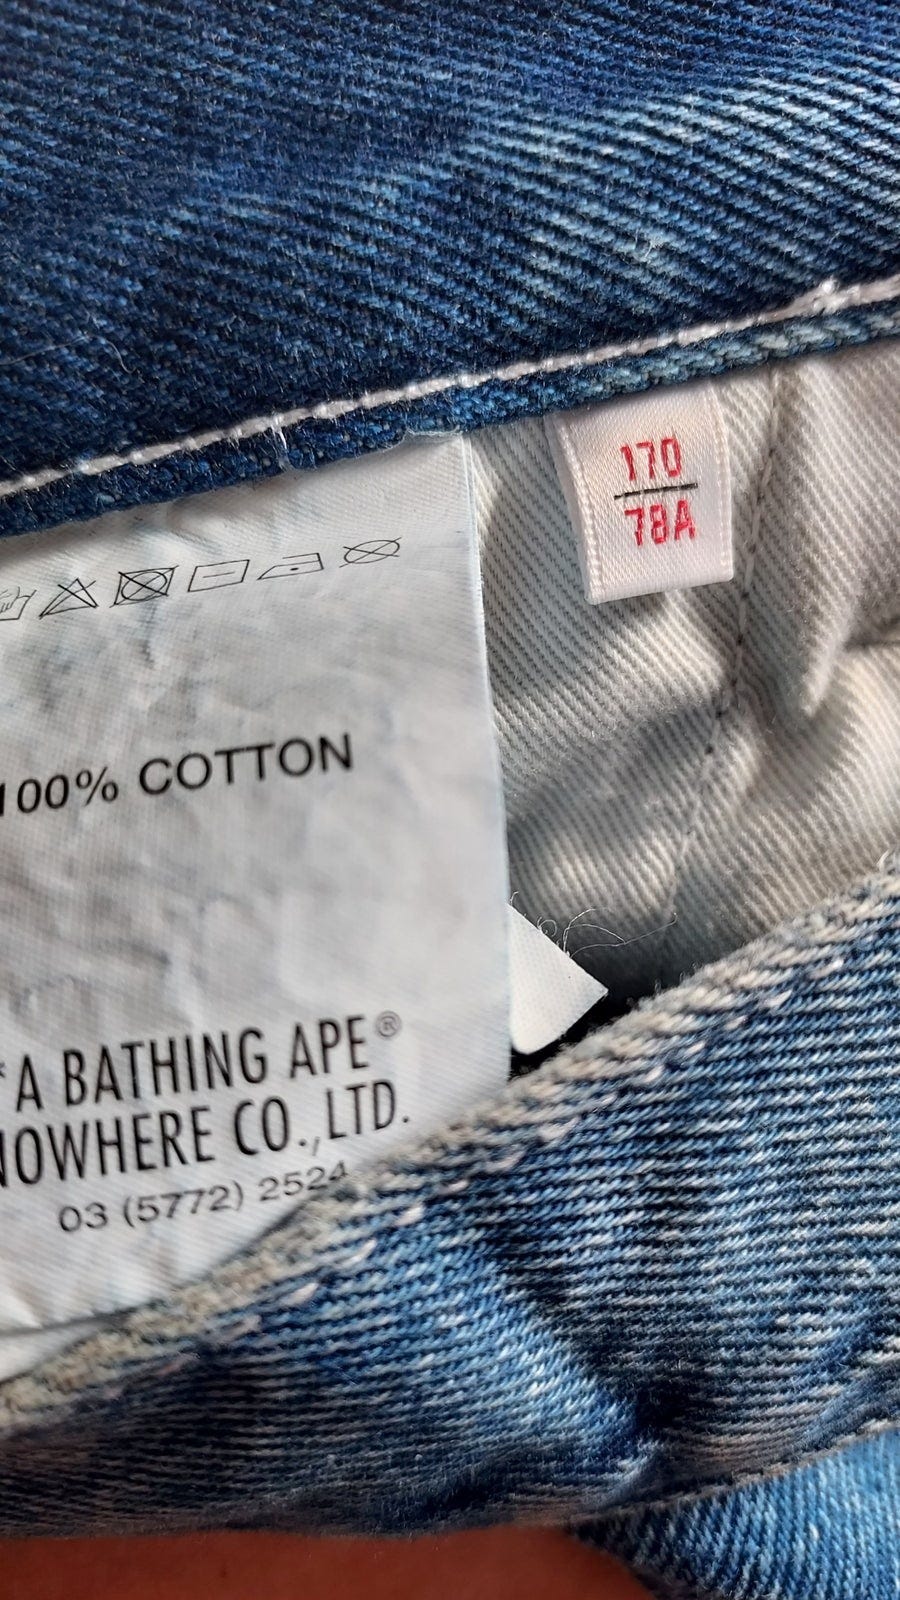 170
78A
100% COTTON
*A BATHING APE®
NOWHERE CO., LTD.
03 (5772) 2524